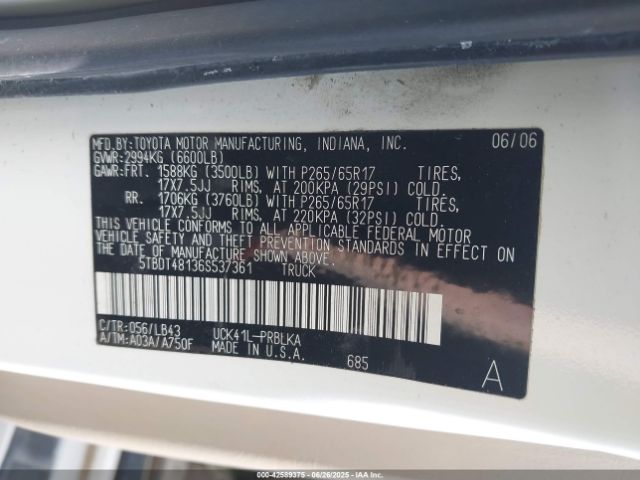 MFD.BY:TOYOTA MOTOR MANUFACTURING, INDIANA, INC. 06/06
GVWR:2994KG (6600LB)
GAWR:FRT. 1588KG (3500LB) WITH P265/65R17 TIRES,
17X7.5JJ RIMS, AT 200KPA (29PSI) COLD.
RR. 1706KG (3760LB) WITH P265/65R17 TIRES,
17X7.5JJ RIMS, AT 220KPA (32PSI) COLD.
THIS VEHICLE CONFORMS TO ALL APPLICABLE FEDERAL MOTOR
VEHICLE SAFETY AND THEFT PREVENTION STANDARDS IN EFFECT ON
THE DATE OF MANUFACTURE SHOWN ABOVE.
5TBDT48136S537361 TRUCK
C/TR:056/LB43 UCK41L-PRBLKA
A/TM:A03A/A750F MADE IN U.S.A.
685
A
000-42589375 - 06/26/2025 - IAAI.COM